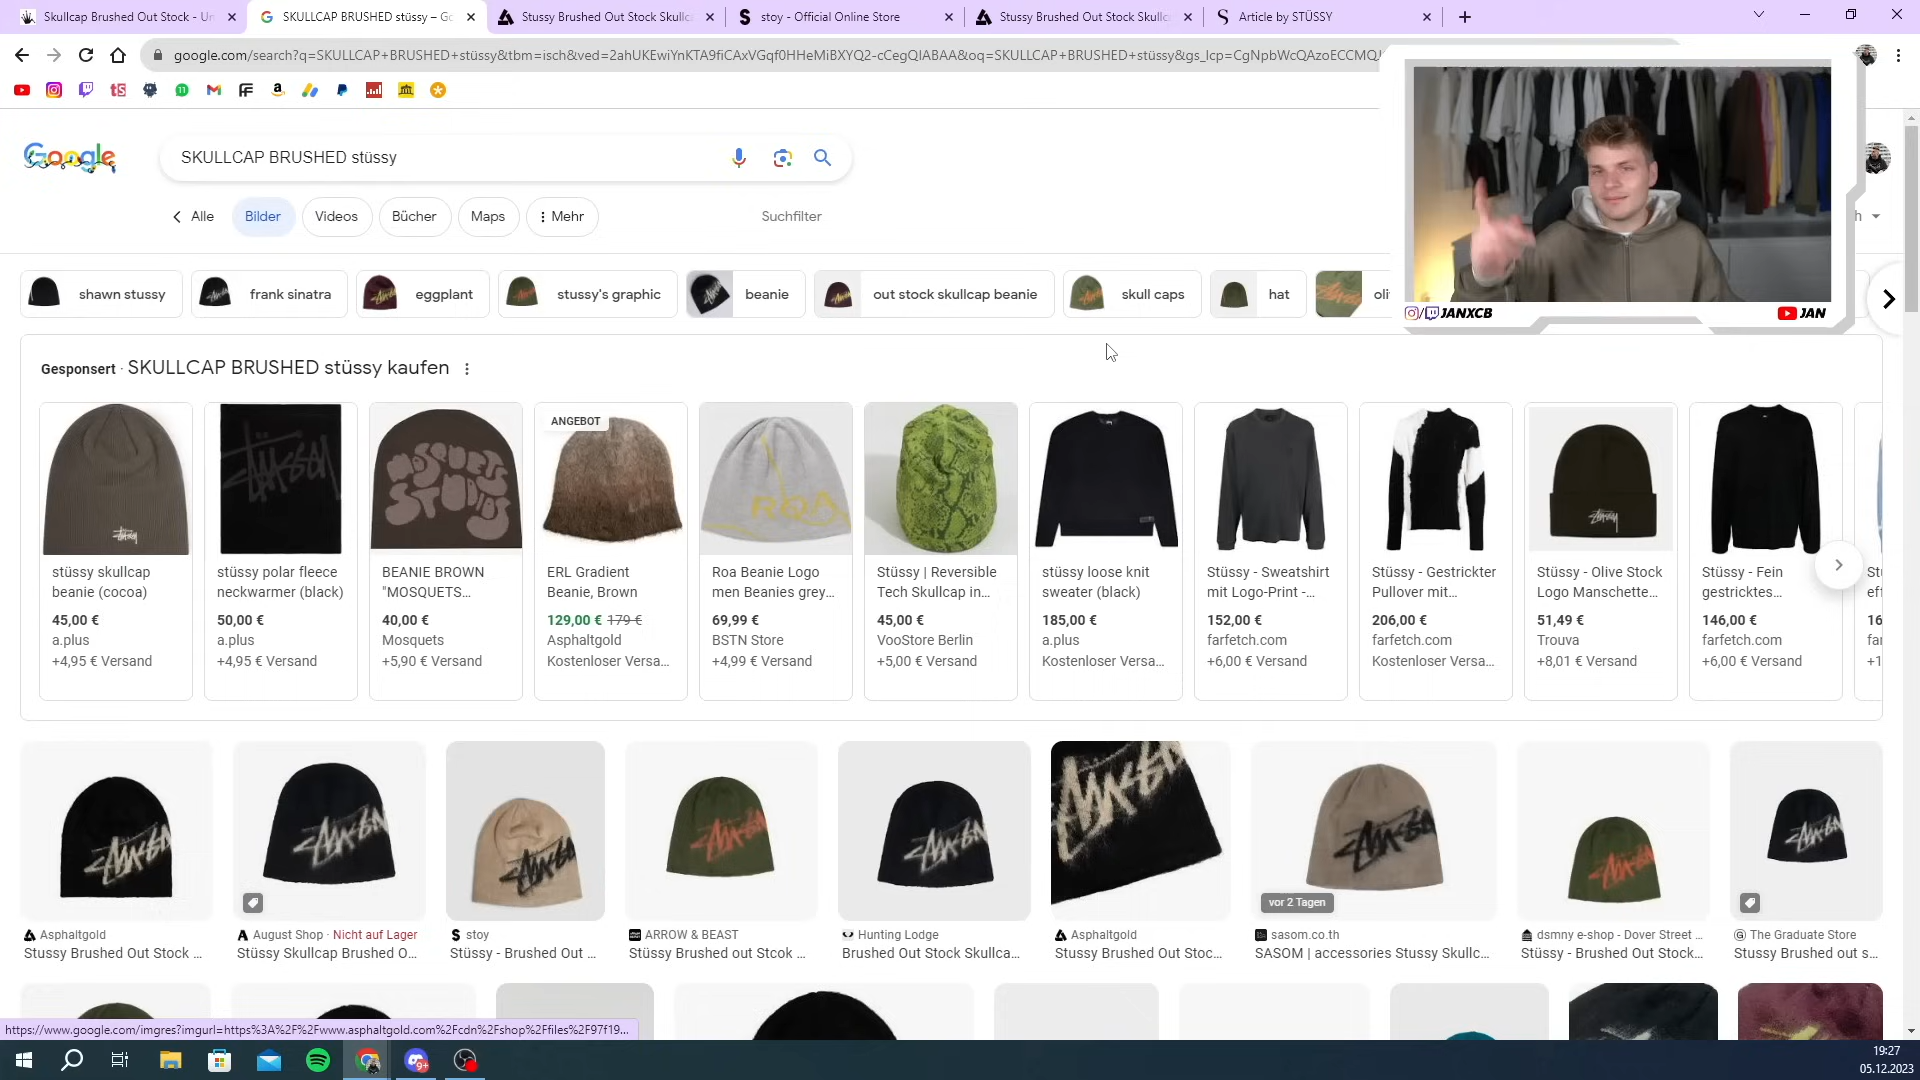 Skullcap Brushed Out Stock - Un
SKULLCAP BRUSHED stüssy – Go
Stussy Brushed Out Stock Skullca
stoy - Official Online Store
Stussy Brushed Out Stock Skullca
Article by STÜSSY
google.com/search?q=SKULLCAP+BRUSHED+stüssy&tbm=isch&ved=2ahUKEwiYnKTA9fiCAxVGqf0HHeMiBXYQ2-cCegQIABAA&oq=SKULLCAP+BRUSHED+stüssy&gs_lcp=CgNpbWcQAzoECCMQJ
Google
SKULLCAP BRUSHED stüssy
Alle
Bilder
Videos
Bücher
Maps
Mehr
Suchfilter
@JANXCB
JAN
shawn stussy
frank sinatra
eggplant
stussy's graphic
beanie
out stock skullcap beanie
skull caps
hat
oli
Gesponsert · SKULLCAP BRUSHED stüssy kaufen
ANGEBOT
stüssy skullcap
beanie (cocoa)
45,00 €
a.plus
+4,95 € Versand
stüssy polar fleece
neckwarmer (black)
50,00 €
a.plus
+4,95 € Versand
BEANIE BROWN
"MOSQUETS...
40,00 €
Mosquets
+5,90 € Versand
ERL Gradient
Beanie, Brown
129,00 € 179 €
Asphaltgold
Kostenloser Versa...
Roa Beanie Logo
men Beanies grey...
69,99 €
BSTN Store
+4,99 € Versand
Stüssy | Reversible
Tech Skullcap in...
45,00 €
VooStore Berlin
+5,00 € Versand
stüssy loose knit
sweater (black)
185,00 €
a.plus
Kostenloser Versa...
Stüssy - Sweatshirt
mit Logo-Print -...
152,00 €
farfetch.com
+6,00 € Versand
Stüssy - Gestrickter
Pullover mit...
206,00 €
farfetch.com
Kostenloser Versa...
Stüssy - Olive Stock
Logo Manschette...
51,49 €
Trouva
+8,01 € Versand
Stüssy - Fein
gestricktes...
146,00 €
farfetch.com
+6,00 € Versand
vor 2 Tagen
Asphaltgold
Stussy Brushed Out Stock ...
August Shop · Nicht auf Lager
Stüssy Skullcap Brushed O...
stoy
Stüssy - Brushed Out ...
ARROW & BEAST
Stüssy Brushed out Stcok ...
Hunting Lodge
Brushed Out Stock Skullca...
Asphaltgold
Stussy Brushed Out Stoc...
sasom.co.th
SASOM | accessories Stussy Skullc...
dsmny e-shop - Dover Street ...
Stüssy - Brushed Out Stock...
The Graduate Store
Stussy Brushed out s...
https://www.google.com/imgres?imgurl=https%3A%2F%2Fwww.asphaltgold.com%2Fcdn%2Fshop%2Ffiles%2F97f19...
19:27
05.12.2023